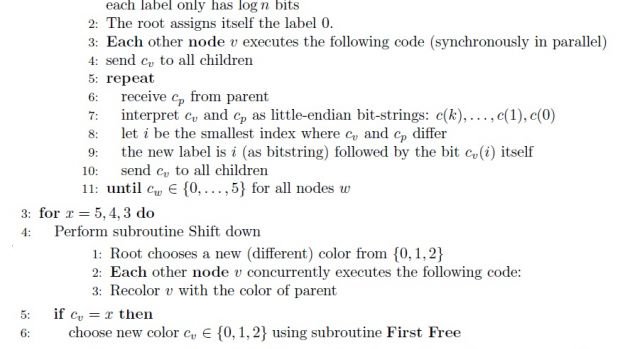 each label only has log n bits
2: The root assigns itself the label 0.
3: Each other node v executes the following code (synchronously in parallel)
4: send c_v to all children
5: repeat
6: receive c_p from parent
7: interpret c_v and c_p as little-endian bit-strings: c(k), . . . , c(1), c(0)
8: let i be the smallest index where c_v and c_p differ
9: the new label is i (as bitstring) followed by the bit c_v(i) itself
10: send c_v to all children
11: until c_w ∈ {0, . . . , 5} for all nodes w
3: for x = 5, 4, 3 do
4: Perform subroutine Shift down
1: Root chooses a new (different) color from {0, 1, 2}
2: Each other node v concurrently executes the following code:
3: Recolor v with the color of parent
5: if c_v = x then
6: choose new color c_v ∈ {0, 1, 2} using subroutine First Free